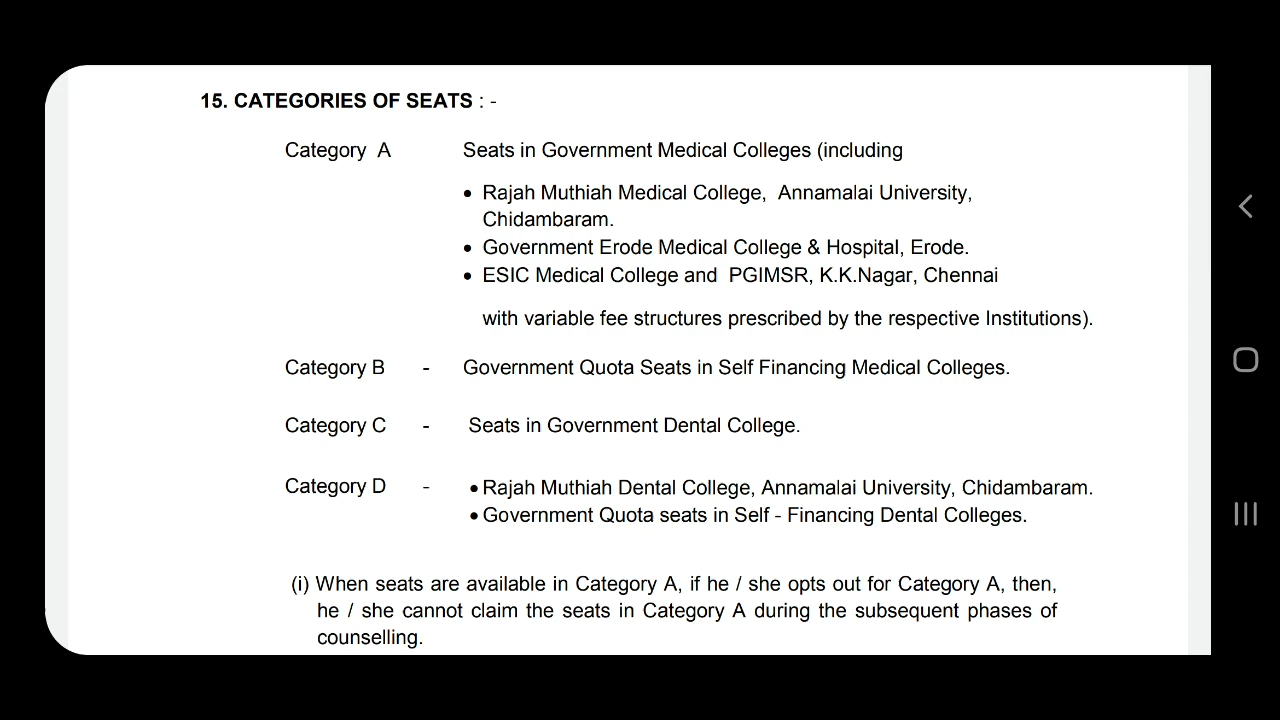 15. CATEGORIES OF SEATS : -
Category A Seats in Government Medical Colleges (including
• Rajah Muthiah Medical College, Annamalai University,
Chidambaram.
• Government Erode Medical College & Hospital, Erode.
• ESIC Medical College and PGIMSR, K.K.Nagar, Chennai
with variable fee structures prescribed by the respective Institutions).
Category B - Government Quota Seats in Self Financing Medical Colleges.
Category C - Seats in Government Dental College.
Category D - • Rajah Muthiah Dental College, Annamalai University, Chidambaram.
• Government Quota seats in Self - Financing Dental Colleges.
(i) When seats are available in Category A, if he / she opts out for Category A, then,
he / she cannot claim the seats in Category A during the subsequent phases of
counselling.